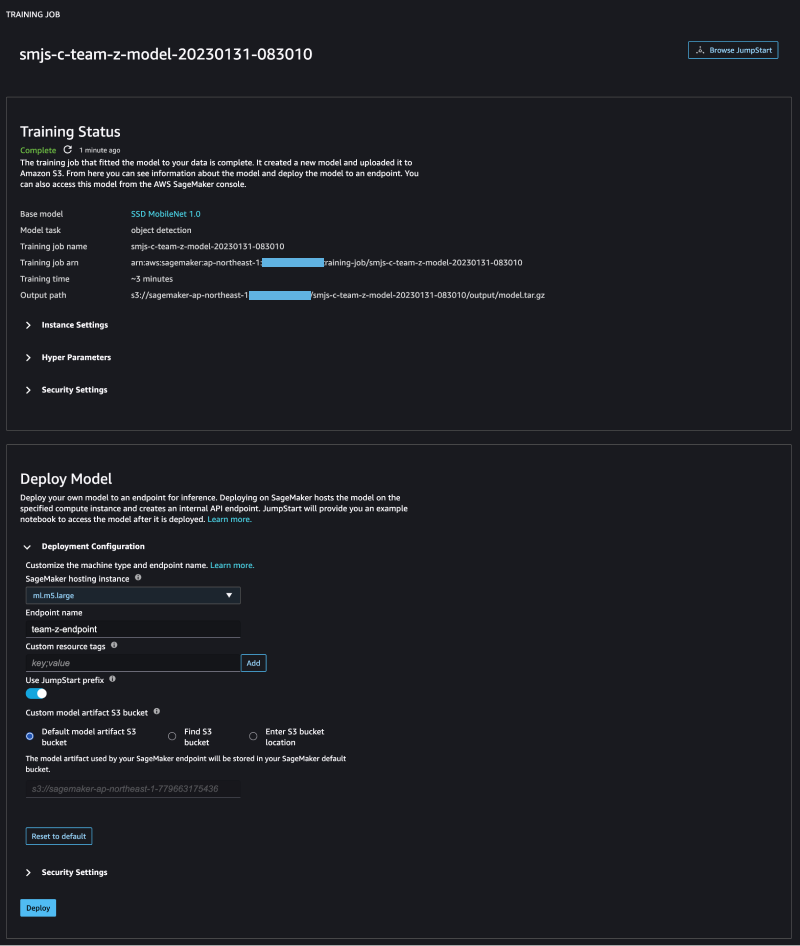 TRAINING JOB
smjs-c-team-z-model-20230131-083010
Browse JumpStart
Training Status
Complete 1 minute ago
The training job that fitted the model to your data is complete. It created a new model and uploaded it to
Amazon S3. From here you can see information about the model and deploy the model to an endpoint. You
can also access this model from the AWS SageMaker console.
Base model SSD MobileNet 1.0
Model task object detection
Training job name smjs-c-team-z-model-20230131-083010
Training job arn arn:aws:sagemaker:ap-northeast-1: raining-job/smjs-c-team-z-model-20230131-083010
Training time ~3 minutes
Output path s3://sagemaker-ap-northeast-1 /smjs-c-team-z-model-20230131-083010/output/model.tar.gz
Instance Settings
Hyper Parameters
Security Settings
Deploy Model
Deploy your own model to an endpoint for inference. Deploying on SageMaker hosts the model on the
specified compute instance and creates an internal API endpoint. JumpStart will provide you an example
notebook to access the model after it is deployed. Learn more.
Deployment Configuration
Customize the machine type and endpoint name. Learn more.
SageMaker hosting instance
ml.m5.large
Endpoint name
team-z-endpoint
Custom resource tags
key;value Add
Use JumpStart prefix
Custom model artifact S3 bucket
Default model artifact S3 bucket
Find S3 bucket
Enter S3 bucket location
The model artifact used by your SageMaker endpoint will be stored in your SageMaker default
bucket.
s3://sagemaker-ap-northeast-1-779663175436
Reset to default
Security Settings
Deploy